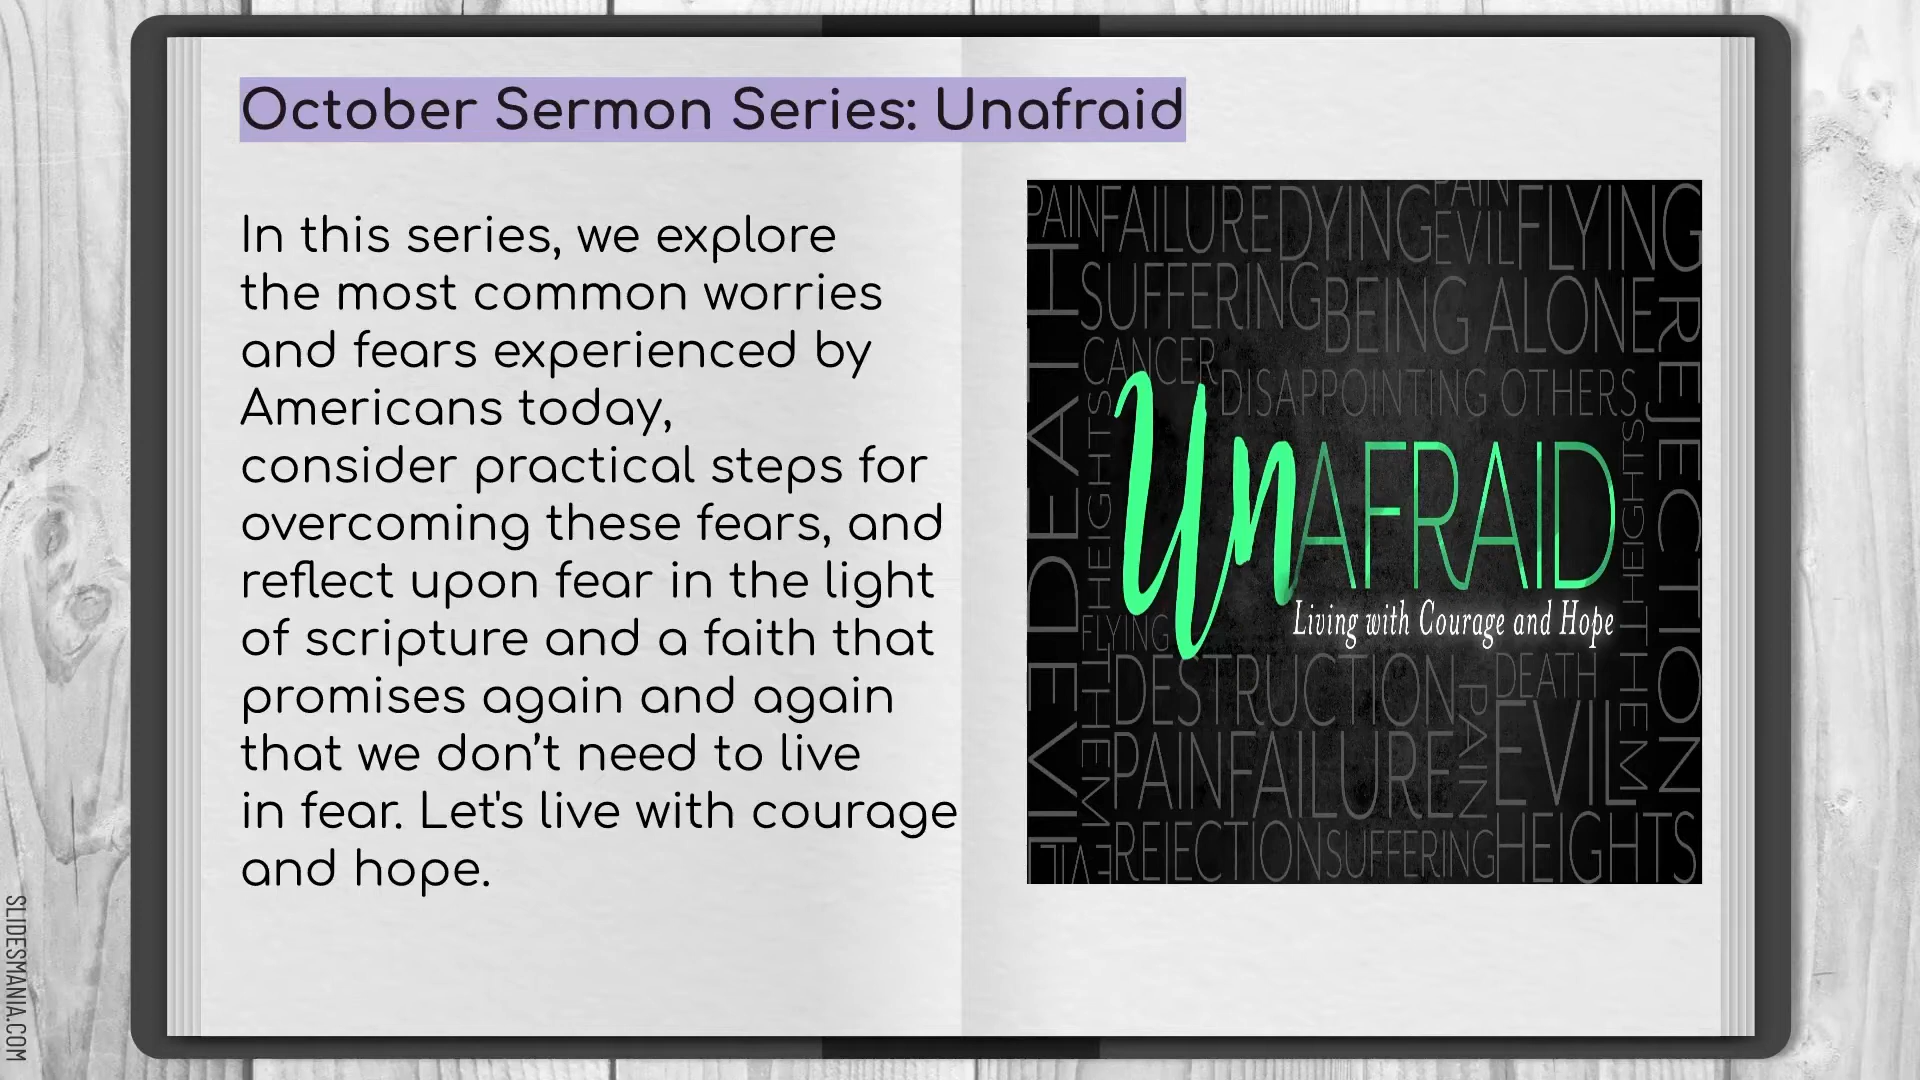 October Sermon Series: Unafraid
In this series, we explore
the most common worries
and fears experienced by
Americans today,
consider practical steps for
overcoming these fears, and
reflect upon fear in the light
of scripture and a faith that
promises again and again
that we don’t need to live
in fear. Let's live with courage
and hope.
PAIN FAILURE DYING PAIN EVIL FLYING
SUFFERING BEING ALONE
CANCER
DISAPPOINTING OTHERS
REJECTION
DEATH
HEIGHTS
HEIGHTS
UnAFRAID
Living with Courage and Hope
FLYING
DESTRUCTION PAIN DEATH
THEM
THEM
PAIN FAILURE EVIL
REJECTION SUFFERING HEIGHTS
SLIDESMANIA.COM